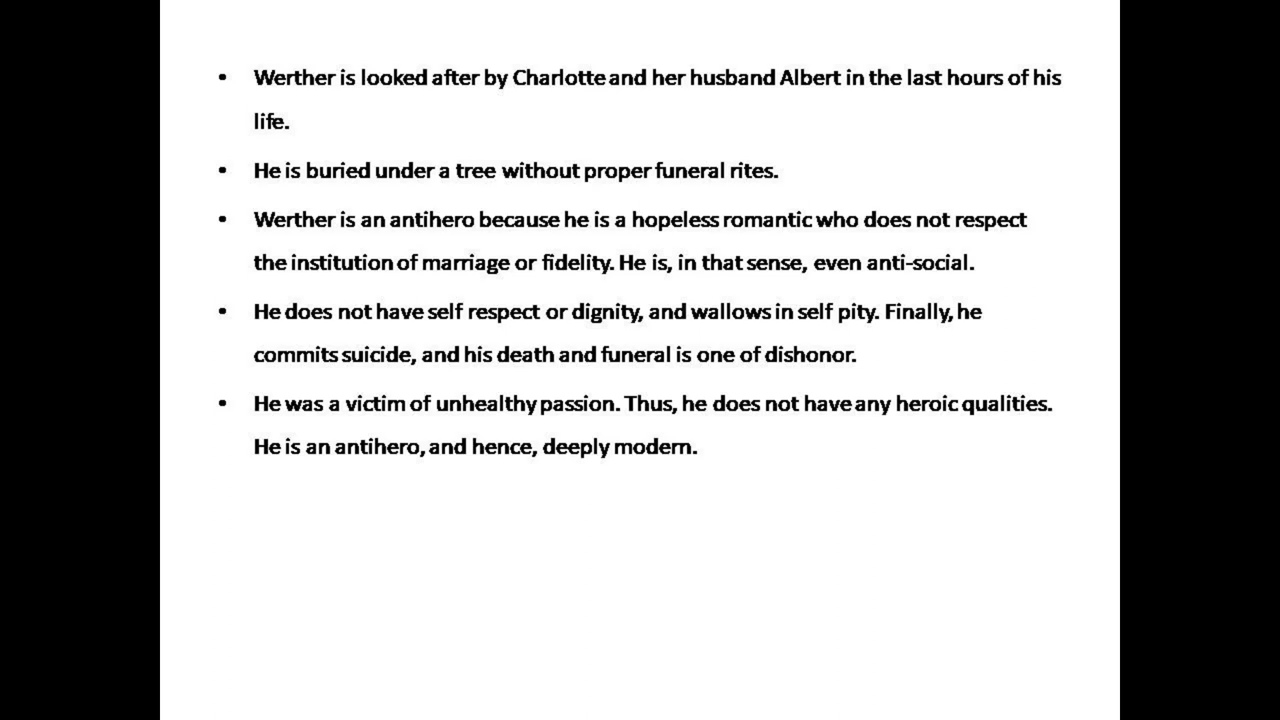 • Werther is looked after by Charlotte and her husband Albert in the last hours of his
life.
• He is buried under a tree without proper funeral rites.
• Werther is an antihero because he is a hopeless romantic who does not respect
the institution of marriage or fidelity. He is, in that sense, even anti-social.
• He does not have self respect or dignity, and wallows in self pity. Finally, he
commits suicide, and his death and funeral is one of dishonor.
• He was a victim of unhealthy passion. Thus, he does not have any heroic qualities.
He is an antihero, and hence, deeply modern.